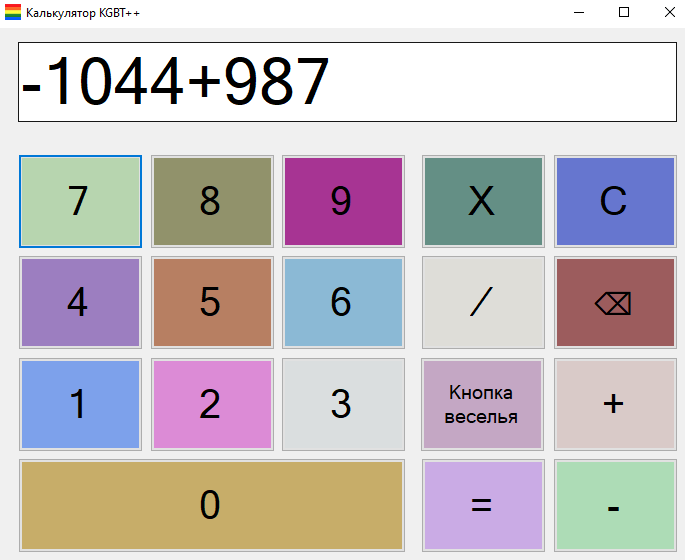 Калькулятор KGBT++
-1044+987
7 8 9 X C
4 5 6 / ⌫
1 2 3 Кнопка веселья +
0 = -